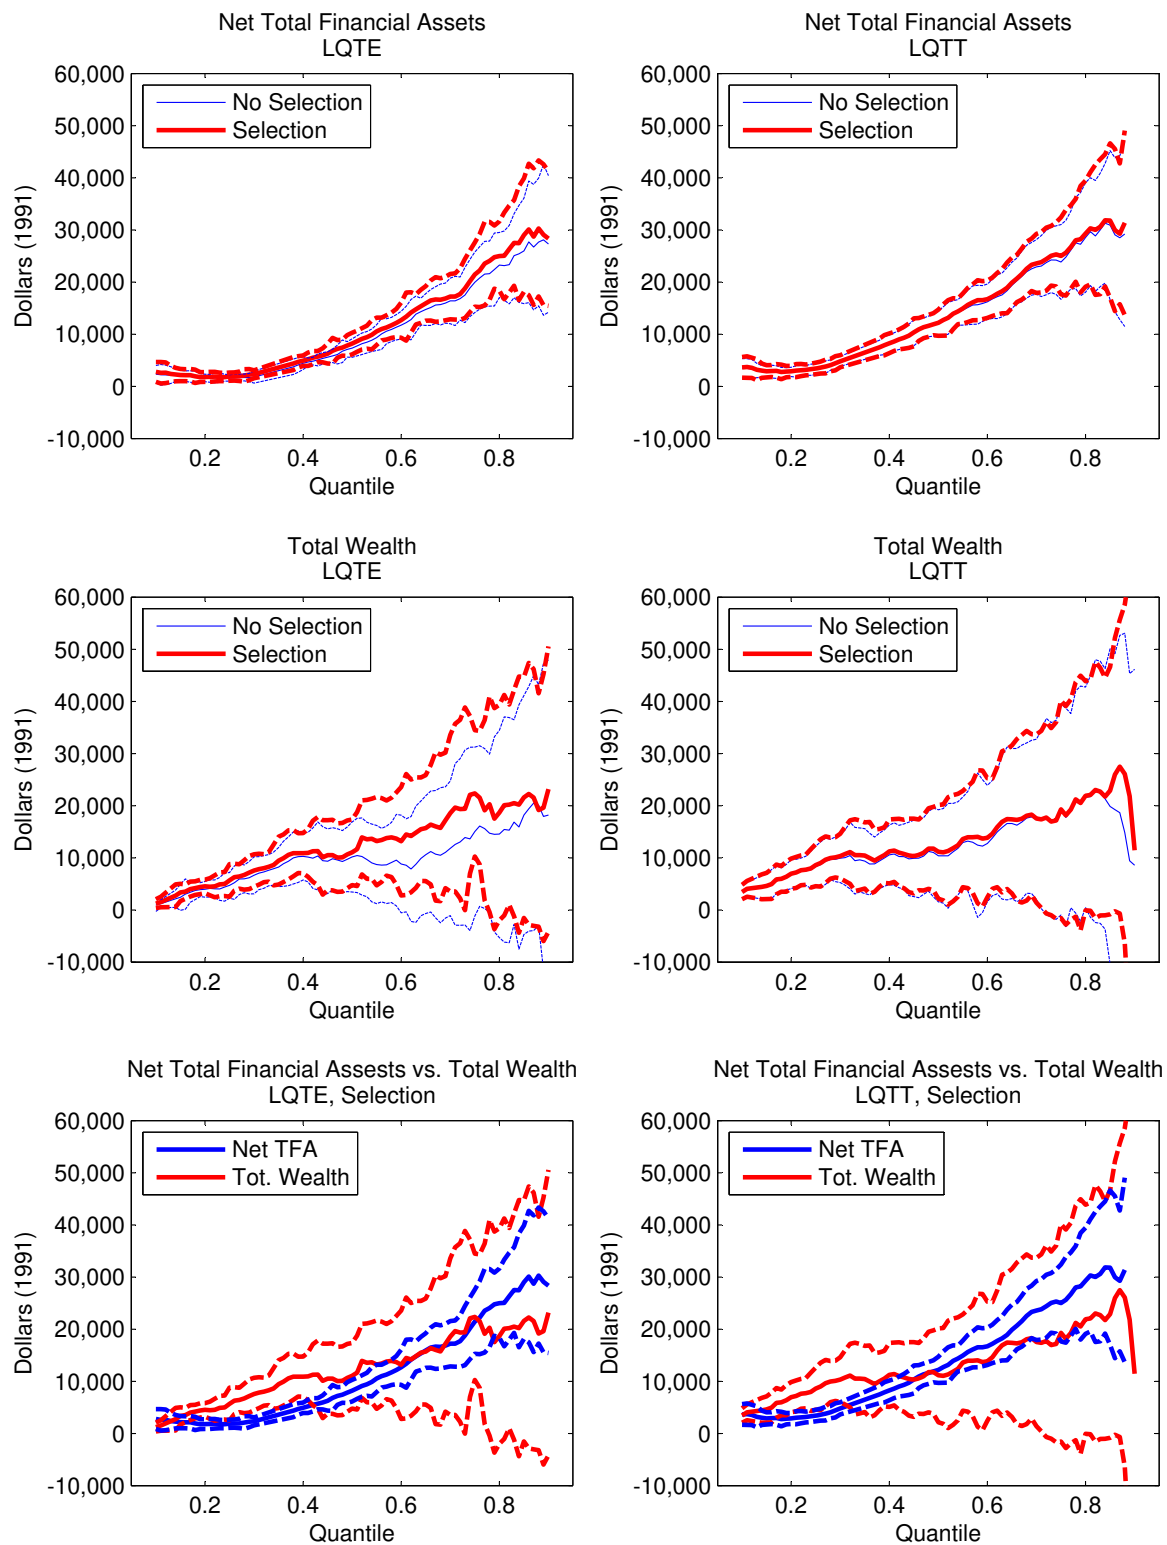 Net Total Financial Assets
LQTE
60,000
50,000
40,000
30,000
20,000
10,000
0
-10,000
Dollars (1991)
No Selection
Selection
0.2 0.4 0.6 0.8
Quantile
Net Total Financial Assets
LQTT
60,000
50,000
40,000
30,000
20,000
10,000
0
-10,000
Dollars (1991)
No Selection
Selection
0.2 0.4 0.6 0.8
Quantile
Total Wealth
LQTE
60,000
50,000
40,000
30,000
20,000
10,000
0
-10,000
Dollars (1991)
No Selection
Selection
0.2 0.4 0.6 0.8
Quantile
Total Wealth
LQTT
60,000
50,000
40,000
30,000
20,000
10,000
0
-10,000
Dollars (1991)
No Selection
Selection
0.2 0.4 0.6 0.8
Quantile
Net Total Financial Assests vs. Total Wealth
LQTE, Selection
60,000
50,000
40,000
30,000
20,000
10,000
0
-10,000
Dollars (1991)
Net TFA
Tot. Wealth
0.2 0.4 0.6 0.8
Quantile
Net Total Financial Assests vs. Total Wealth
LQTT, Selection
60,000
50,000
40,000
30,000
20,000
10,000
0
-10,000
Dollars (1991)
Net TFA
Tot. Wealth
0.2 0.4 0.6 0.8
Quantile